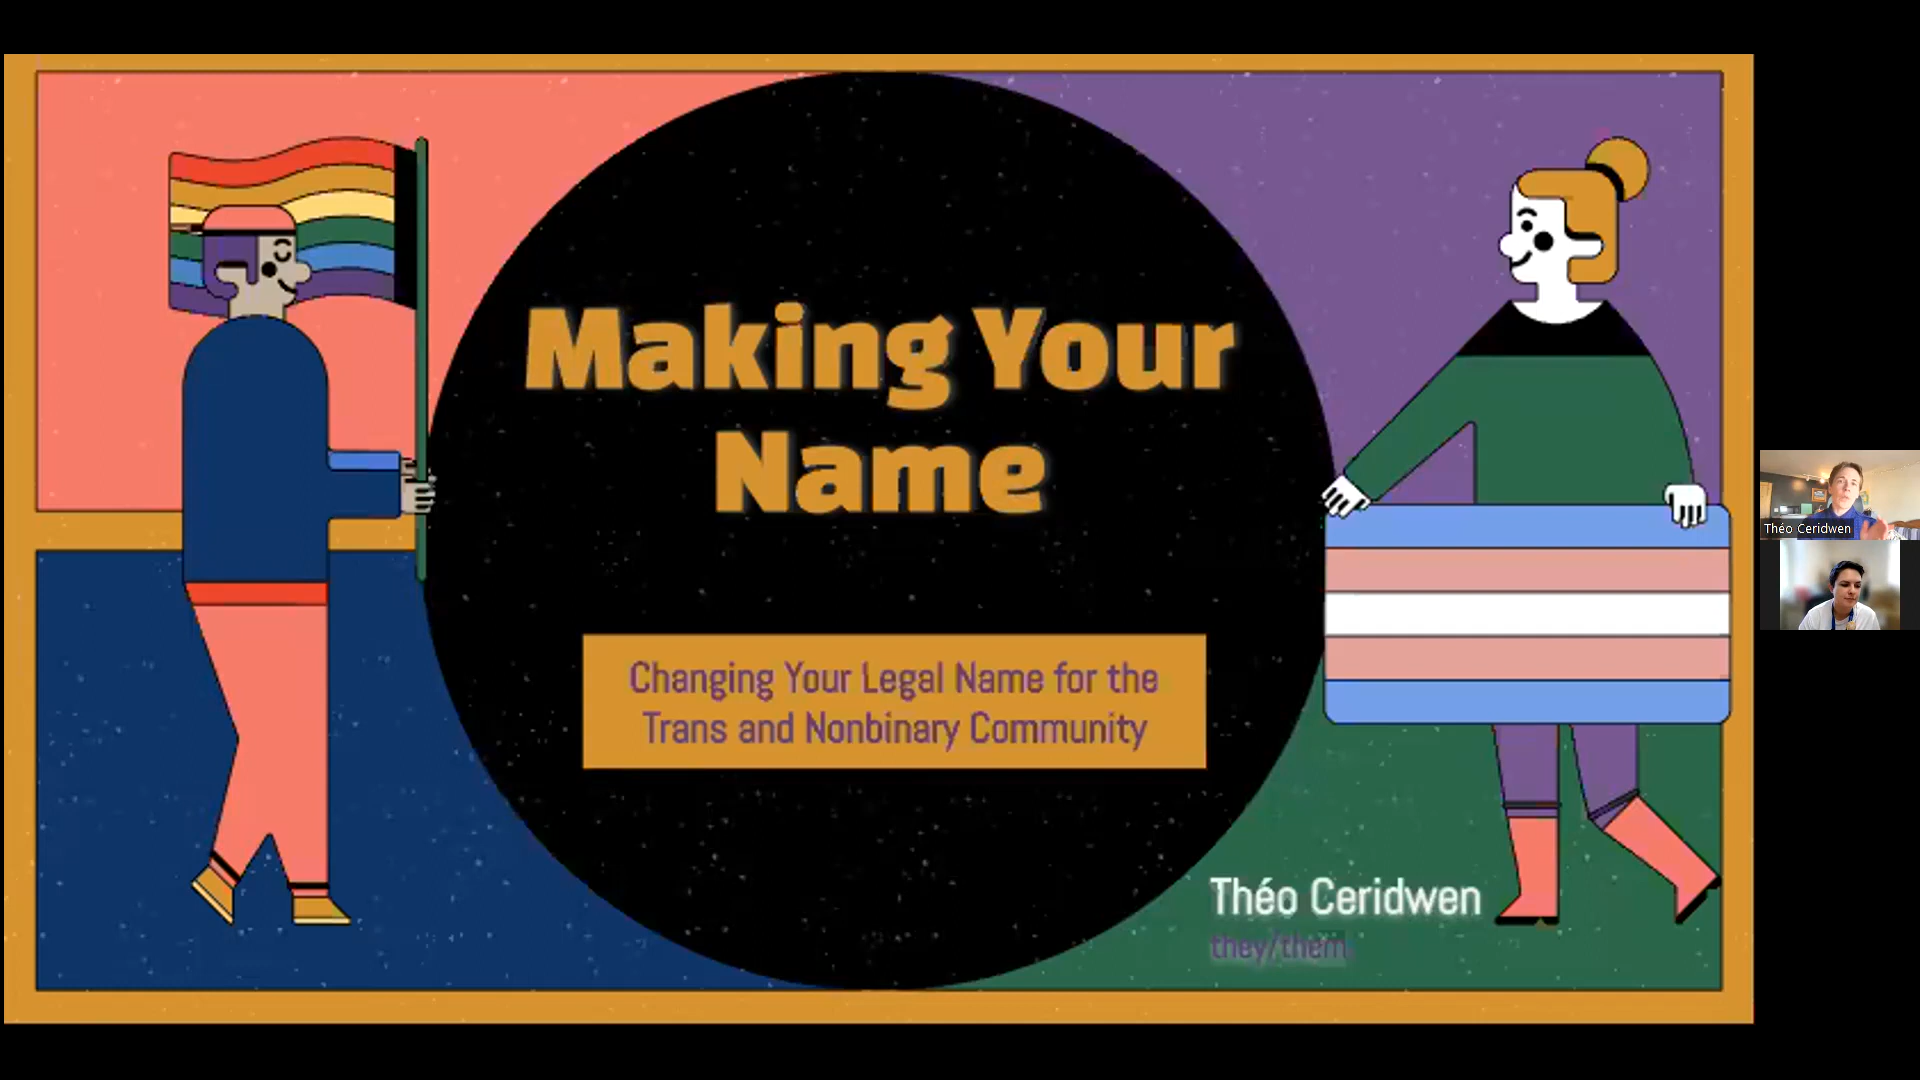 Making Your
Name
Changing Your Legal Name for the
Trans and Nonbinary Community
Théo Ceridwen
they/them
Théo Ceridwen